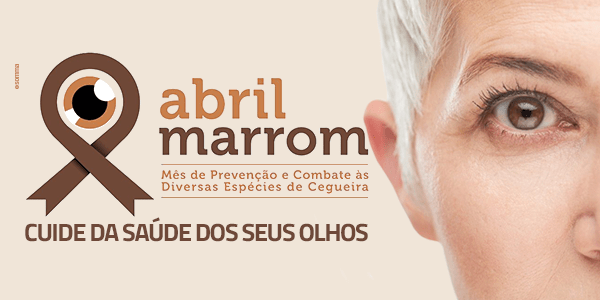 abril
marrom
Mês de Prevenção e Combate às
Diversas Espécies de Cegueira
CUIDE DA SAÚDE DOS SEUS OLHOS